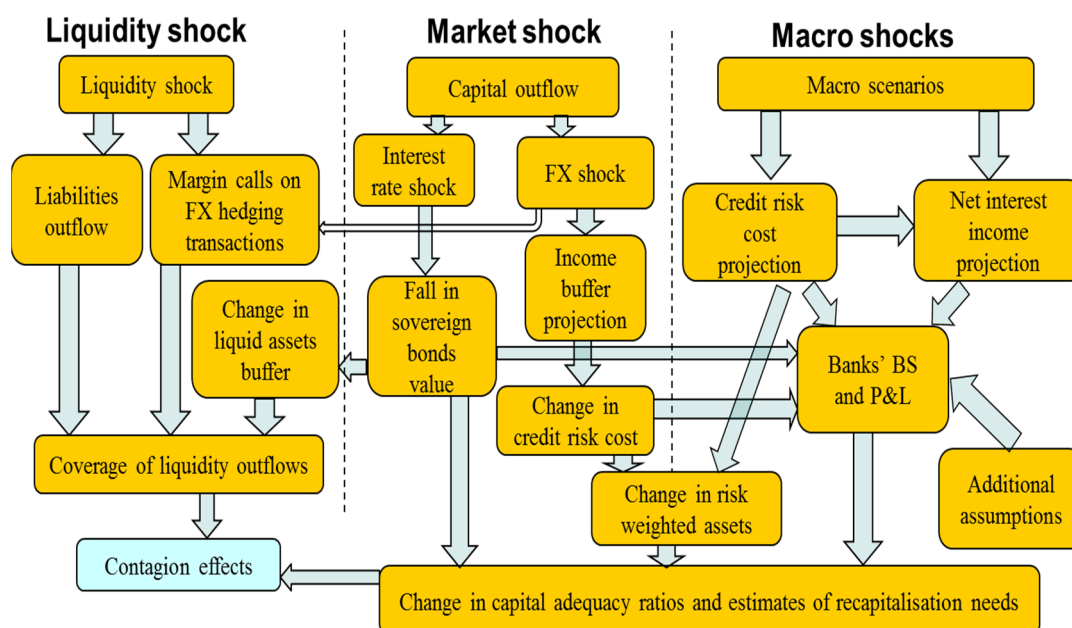 Liquidity shock
Market shock
Macro shocks
Liquidity shock
Capital outflow
Macro scenarios
Liabilities
outflow
Margin calls on
FX hedging
transactions
Interest
rate shock
FX shock
Credit risk
cost
projection
Net interest
income
projection
Change in
liquid assets
buffer
Fall in
sovereign
bonds
value
Income
buffer
projection
Banks' BS
and P&L
Change in
credit risk cost
Coverage of liquidity outflows
Change in risk
weighted assets
Additional
assumptions
Contagion effects
Change in capital adequacy ratios and estimates of recapitalisation needs